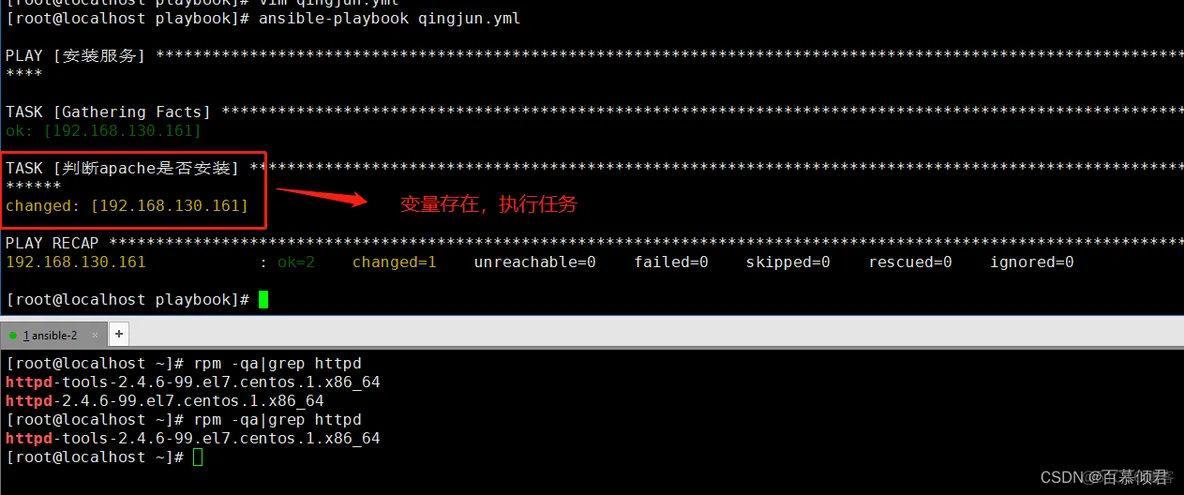 [root@localhost playbook]# vim qingjun.yml
[root@localhost playbook]# ansible-playbook qingjun.yml
PLAY [安装服务] **************************************************************************************************************
****
TASK [Gathering Facts] *******************************************************************************************************
ok: [192.168.130.161]
TASK [判断apache是否安装] ****************************************************************************************************
******
changed: [192.168.130.161]
变量存在，执行任务
PLAY RECAP *******************************************************************************************************************
192.168.130.161            : ok=2    changed=1    unreachable=0    failed=0    skipped=0    rescued=0    ignored=0
[root@localhost playbook]#
1 ansible-2 × +
[root@localhost ~]# rpm -qa|grep httpd
httpd-tools-2.4.6-99.el7.centos.1.x86_64
httpd-2.4.6-99.el7.centos.1.x86_64
[root@localhost ~]# rpm -qa|grep httpd
httpd-tools-2.4.6-99.el7.centos.1.x86_64
[root@localhost ~]#
CSDN @百慕倾君